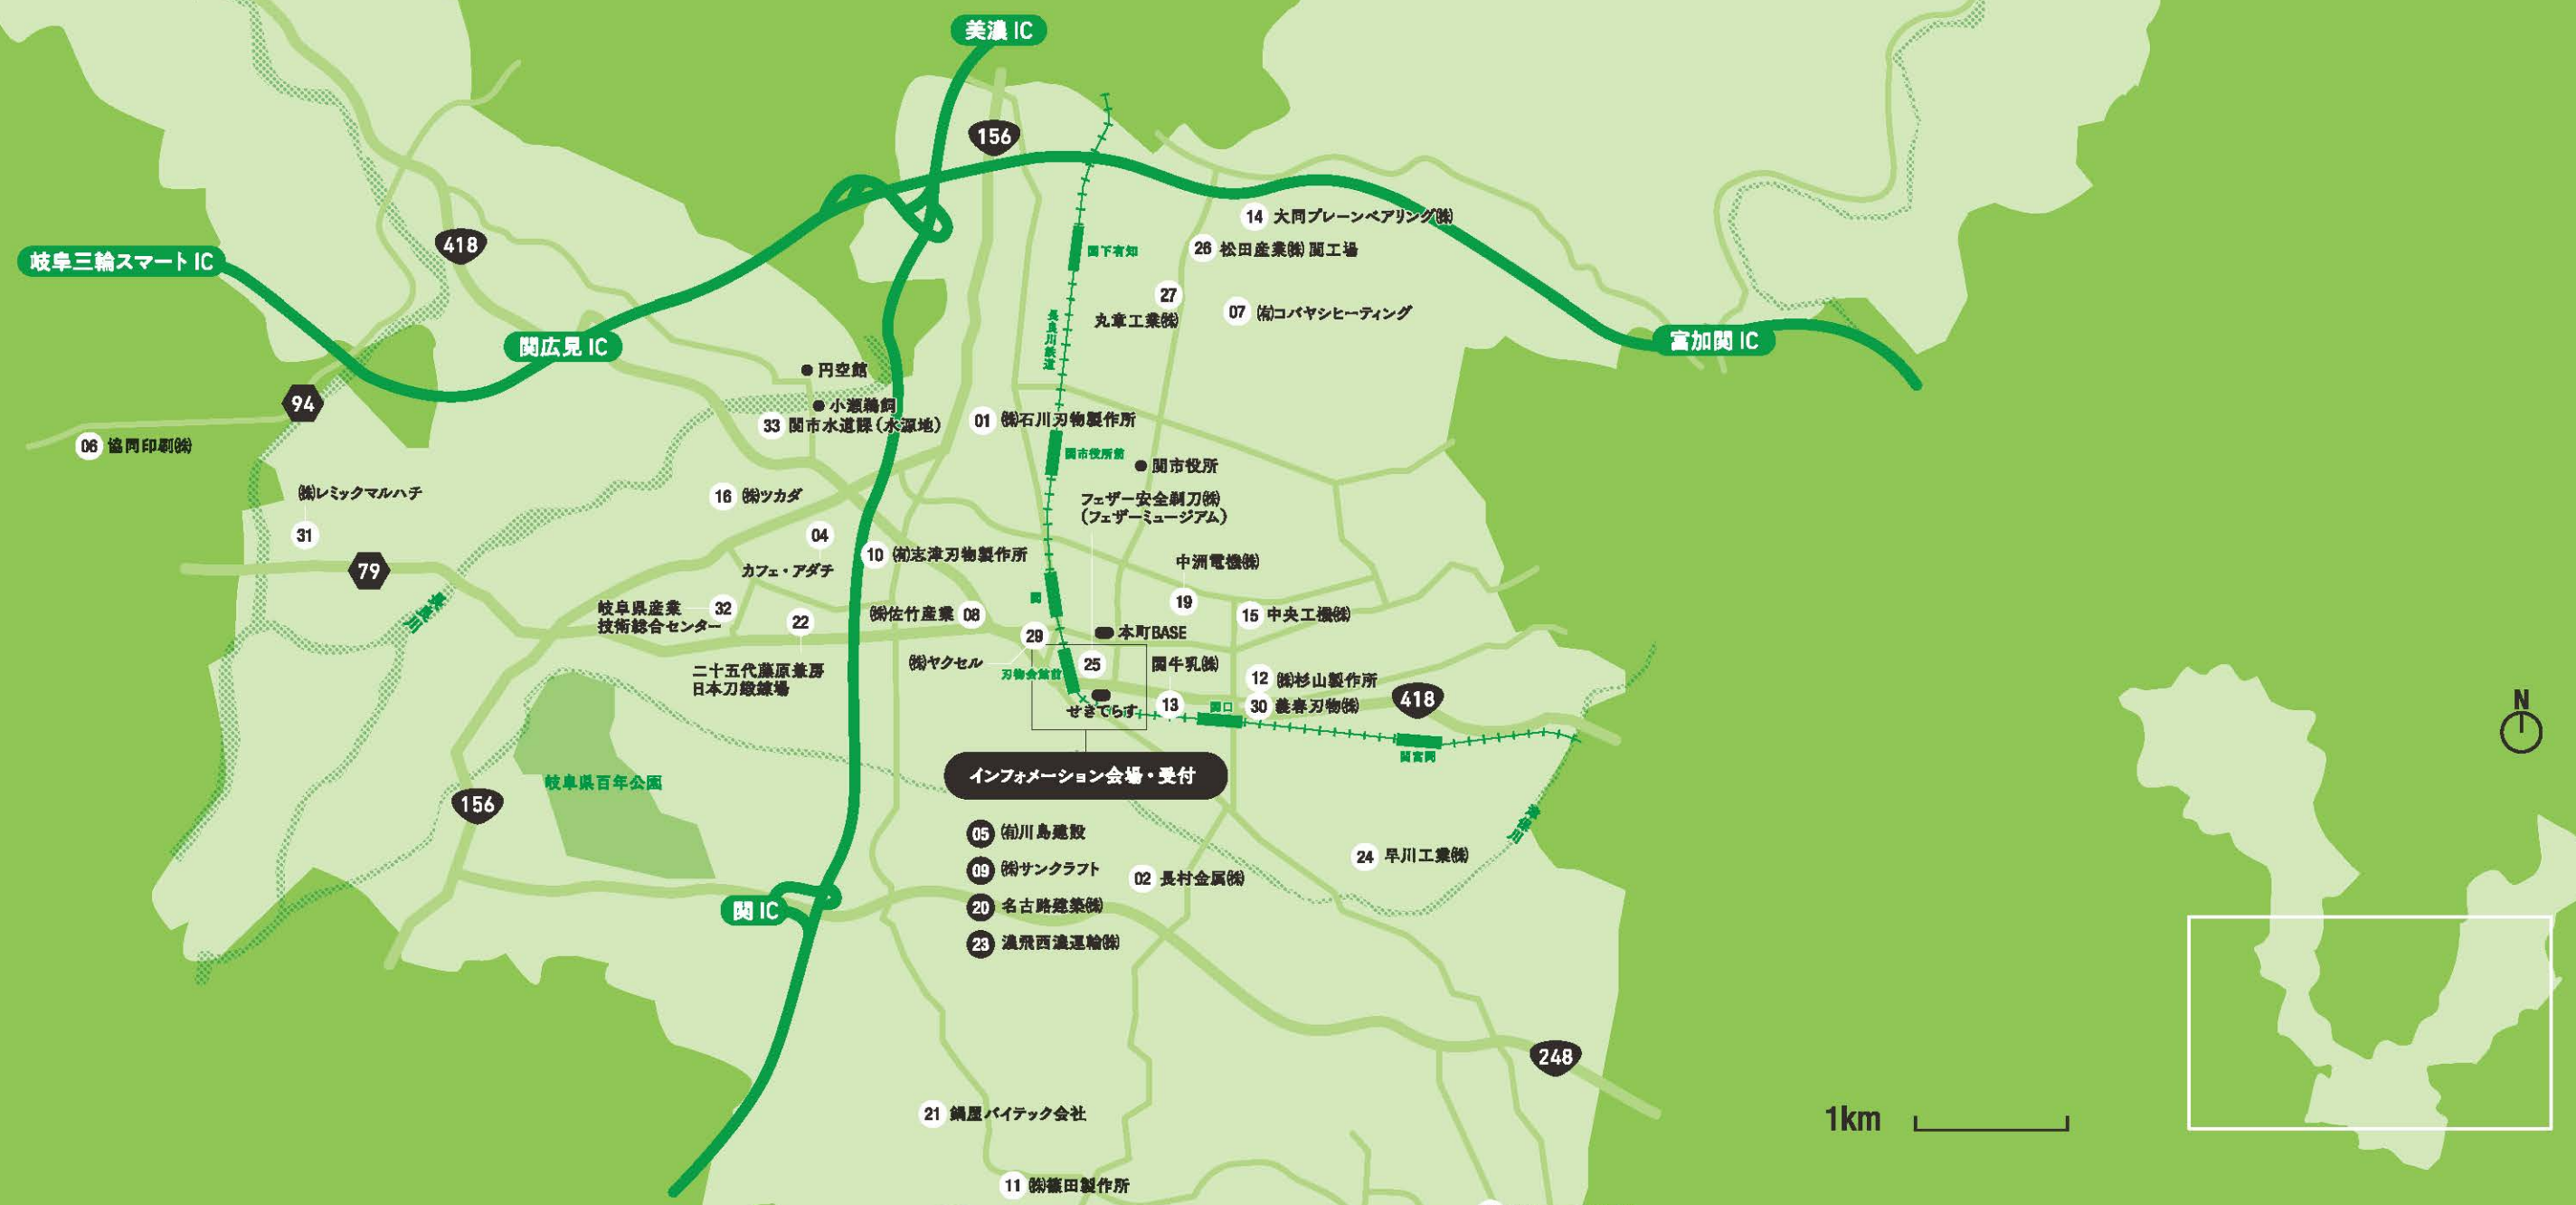 美濃 IC
156
14 大同プレーンベアリング㈱
418
26 松田産業㈱ 関工場
関下有知
岐阜三輪スマート IC
27
丸章工業㈱
07 ㈲コバヤシヒーティング
長良川鉄道
富加関 IC
関広見 IC
円空館
94
小瀬鵜飼
33 関市水道課（水源地）
01 ㈱石川刃物製作所
06 協同印刷㈱
関市役所前
関市役所
㈱レミックマルハチ
31
16 ㈱ツカダ
フェザー安全剃刀㈱
（フェザーミュージアム）
04
カフェ・アダチ
10 ㈲志津刃物製作所
中洲電機㈱
19
79
長良川
関
岐阜県産業
技術総合センター
32
22
㈱佐竹産業 08
15 中央工機㈱
29
本町BASE
㈱ヤクセル
刃物会館前
25
関牛乳㈱
二十五代藤原兼房
日本刀鍛錬場
12 ㈱杉山製作所
418
せきてらす
13
関口
30 義春刃物㈱
N
関富岡
インフォメーション会場・受付
岐阜県百年公園
156
津保川
05 ㈲川島建設
09 ㈱サンクラフト
24 早川工業㈱
02 長村金属㈱
20 名古路建築㈱
関 IC
23 濃飛西濃運輸㈱
248
21 鍋屋バイテック会社
1km
11 ㈱篠田製作所